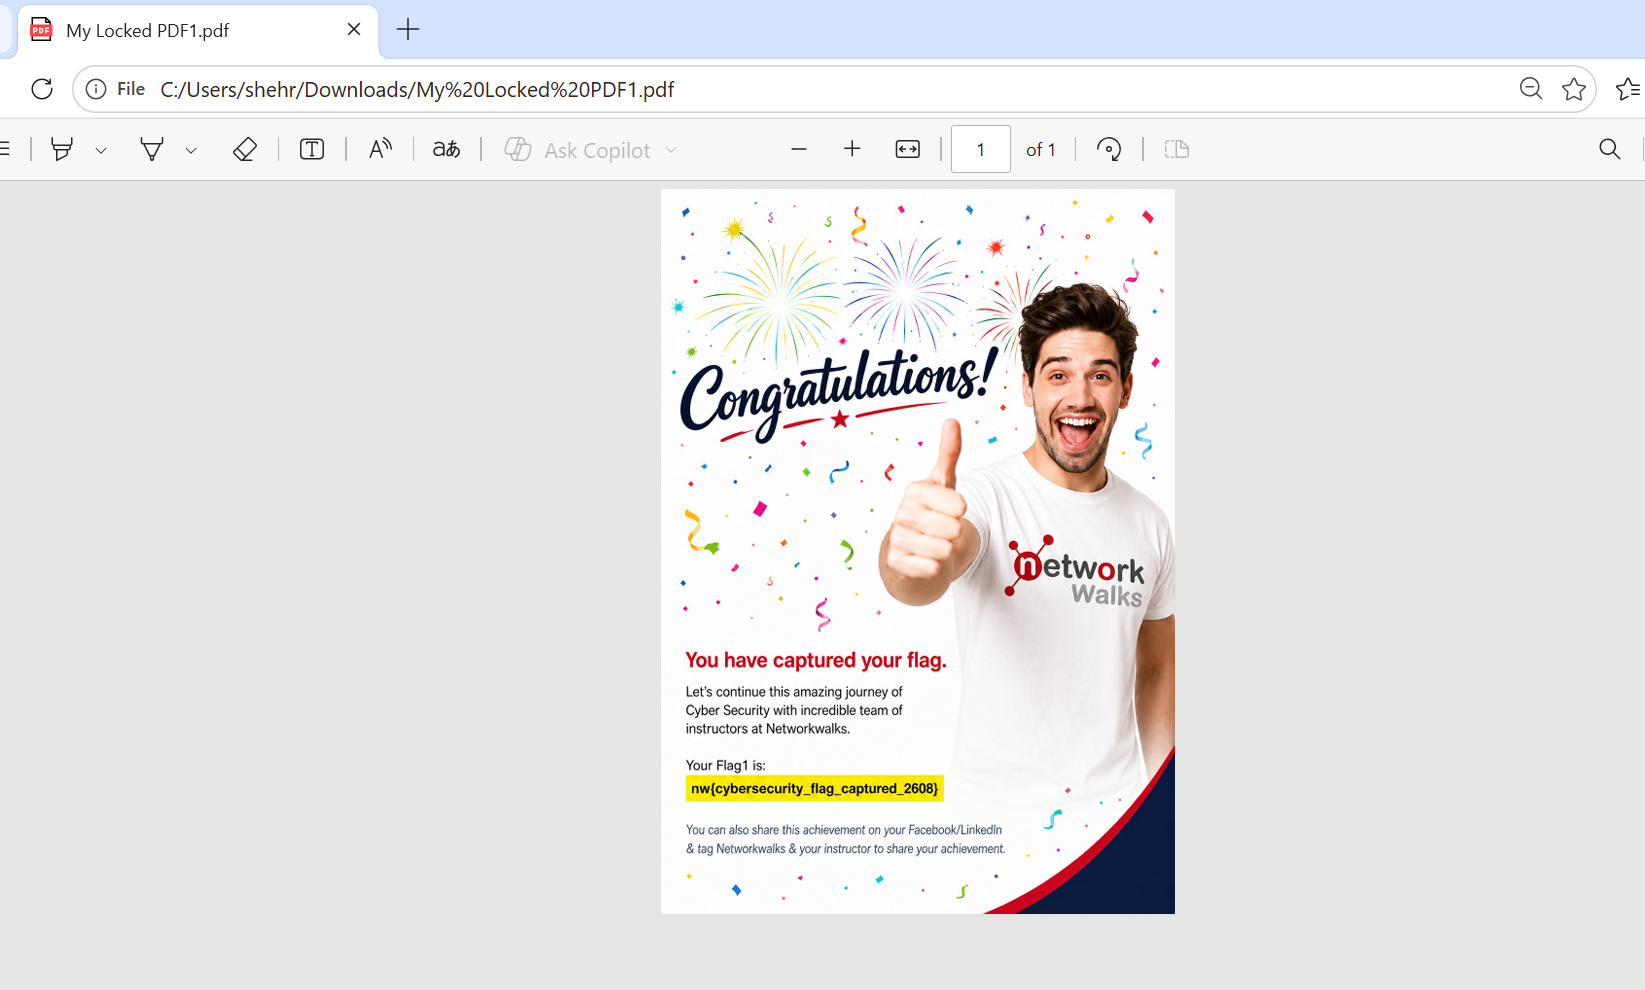 My Locked PDF1.pdf
File C:/Users/shehr/Downloads/My%20Locked%20PDF1.pdf
T A aあ Ask Copilot 1 of 1
Congratulations!
network
Walks
You have captured your flag.
Let's continue this amazing journey of
Cyber Security with incredible team of
instructors at Networkwalks.
Your Flag1 is:
nw{cybersecurity_flag_captured_2608}
You can also share this achievement on your Facebook/LinkedIn
& tag Networkwalks & your instructor to share your achievement.